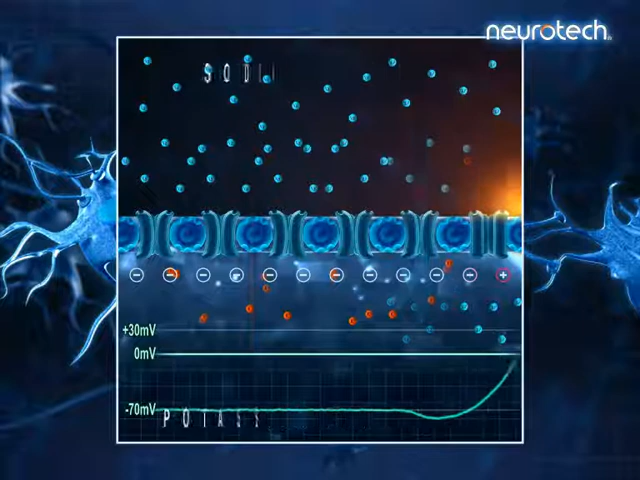 neurotech
S O D I
+30mV
0mV
-70mV
P O T A S S